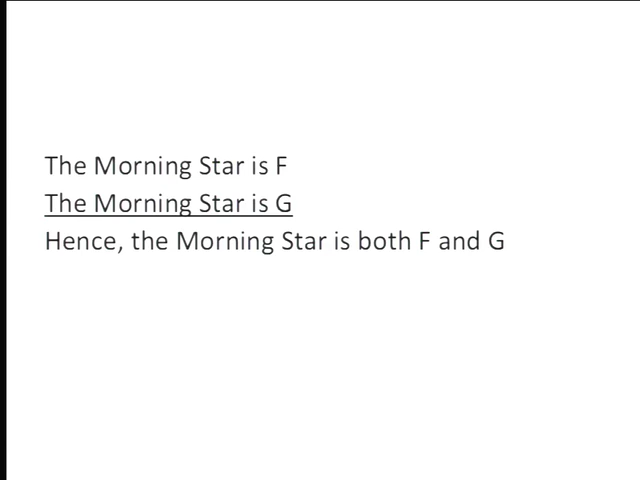 The Morning Star is F
The Morning Star is G
Hence, the Morning Star is both F and G